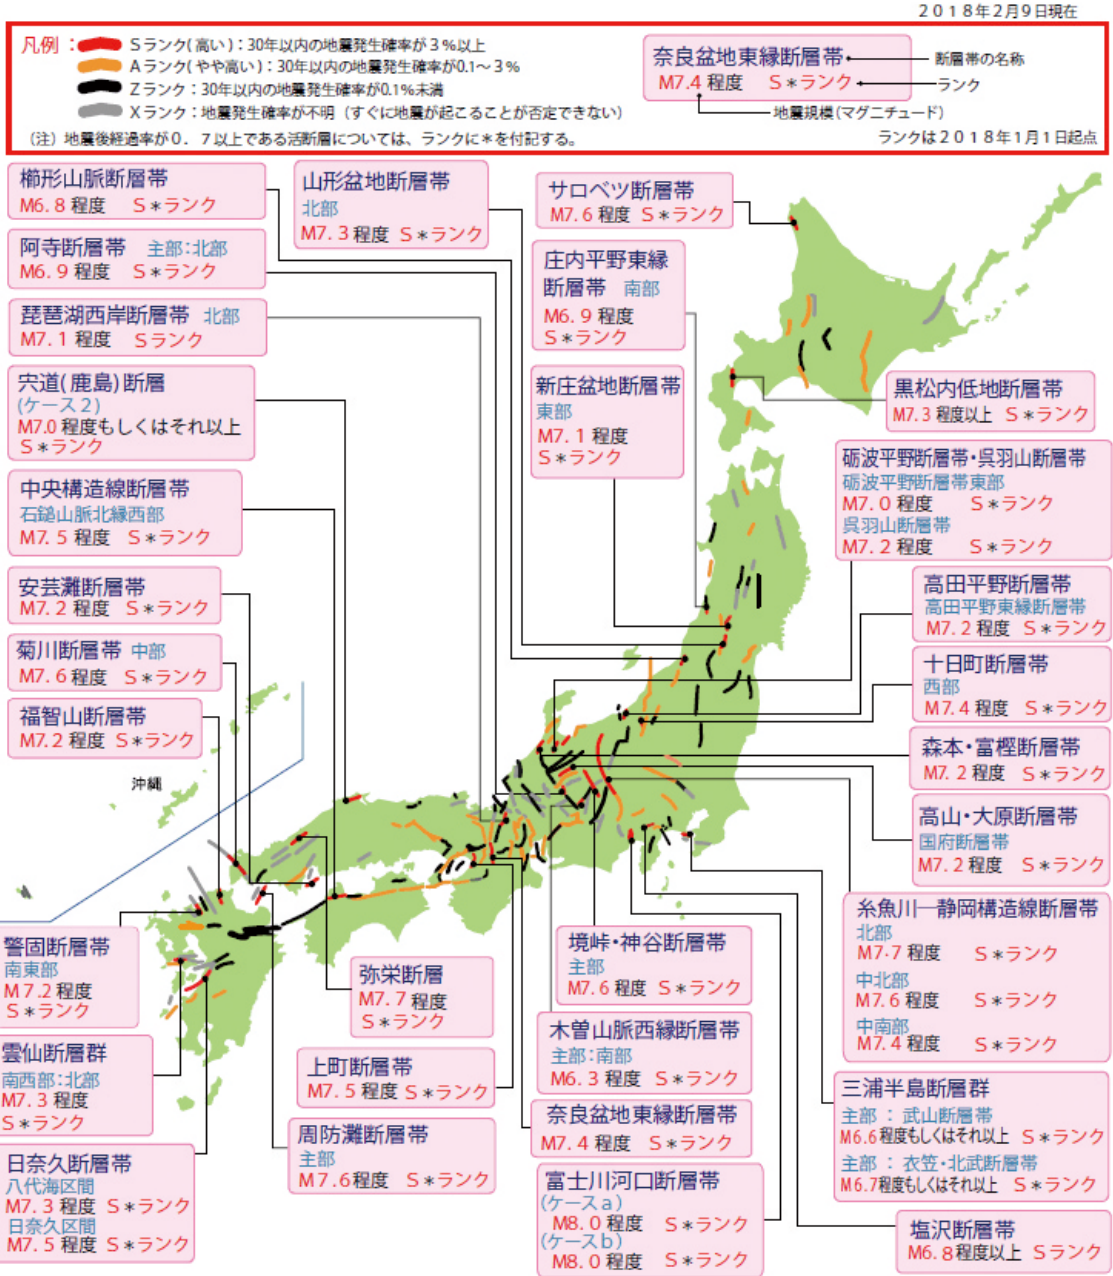 2018年2月9日現在
凡例：
Sランク(高い)：30年以内の地震発生確率が3％以上
Aランク(やや高い)：30年以内の地震発生確率が0.1～3％
Zランク：30年以内の地震発生確率が0.1％未満
Xランク：地震発生確率が不明（すぐに地震が起こることが否定できない）
（注）地震後経過率が0．7以上である活断層については、ランクに＊を付記する。
奈良盆地東縁断層帯
M7.4 程度 S＊ランク
断層帯の名称
ランク
地震規模（マグニチュード）
ランクは2018年1月1日起点
櫛形山脈断層帯
M6.8 程度 S＊ランク
阿寺断層帯 主部：北部
M6.9 程度 S＊ランク
琵琶湖西岸断層帯 北部
M7.1 程度 Sランク
宍道(鹿島)断層
(ケース2)
M7.0 程度もしくはそれ以上
S＊ランク
中央構造線断層帯
石鎚山脈北縁西部
M7.5 程度 S＊ランク
安芸灘断層帯
M7.2 程度 S＊ランク
菊川断層帯 中部
M7.6 程度 S＊ランク
福智山断層帯
M7.2 程度 S＊ランク
沖縄
山形盆地断層帯
北部
M7.3 程度 S＊ランク
サロベツ断層帯
M7.6 程度 S＊ランク
庄内平野東縁
断層帯 南部
M6.9 程度
S＊ランク
新庄盆地断層帯
東部
M7.1 程度
S＊ランク
黒松内低地断層帯
M7.3 程度以上 S＊ランク
砺波平野断層帯・呉羽山断層帯
砺波平野断層帯東部
M7.0 程度 S＊ランク
呉羽山断層帯
M7.2 程度 S＊ランク
高田平野断層帯
高田平野東縁断層帯
M7.2 程度 S＊ランク
十日町断層帯
西部
M7.4 程度 S＊ランク
森本・富樫断層帯
M7.2 程度 S＊ランク
高山・大原断層帯
国府断層帯
M7.2 程度 S＊ランク
糸魚川―静岡構造線断層帯
北部
M7.7 程度 S＊ランク
中北部
M7.6 程度 S＊ランク
中南部
M7.4 程度 S＊ランク
警固断層帯
南東部
M7.2 程度
S＊ランク
雲仙断層群
南西部：北部
M7.3 程度
S＊ランク
日奈久断層帯
八代海区間
M7.3 程度 S＊ランク
日奈久区間
M7.5 程度 S＊ランク
弥栄断層
M7.7 程度
S＊ランク
上町断層帯
M7.5 程度 S＊ランク
周防灘断層帯
主部
M7.6程度 S＊ランク
境峠・神谷断層帯
主部
M7.6 程度 S＊ランク
木曽山脈西縁断層帯
主部：南部
M6.3 程度 S＊ランク
奈良盆地東縁断層帯
M7.4 程度 S＊ランク
富士川河口断層帯
(ケースa)
M8.0 程度 S＊ランク
(ケースb)
M8.0 程度 S＊ランク
三浦半島断層群
主部 ： 武山断層帯
M6.6程度もしくはそれ以上 S＊ランク
主部 ： 衣笠・北武断層帯
M6.7程度もしくはそれ以上 S＊ランク
塩沢断層帯
M6.8程度以上 Sランク